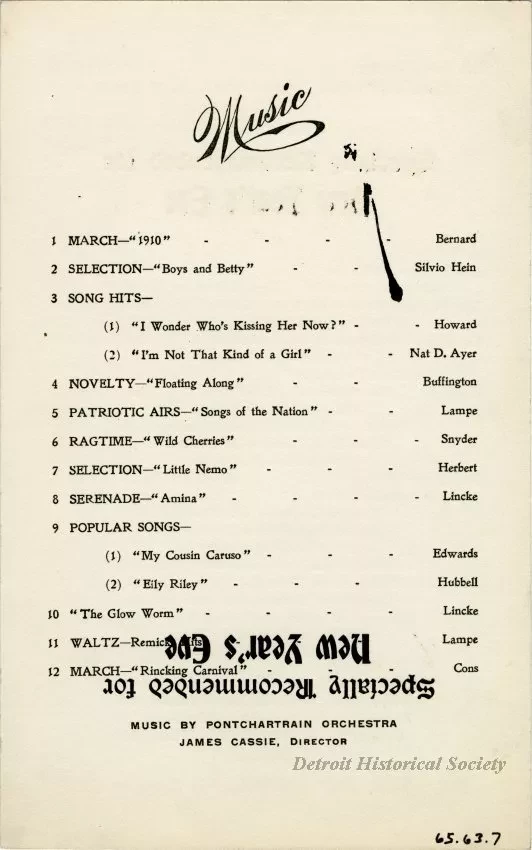 Music
1 MARCH—"1910" - - - - Bernard
2 SELECTION—"Boys and Betty" - - Silvio Hein
3 SONG HITS—
(1) "I Wonder Who's Kissing Her Now?" - - Howard
(2) "I'm Not That Kind of a Girl" - - Nat D. Ayer
4 NOVELTY—"Floating Along" - - Buffington
5 PATRIOTIC AIRS—"Songs of the Nation" - - Lampe
6 RAGTIME—"Wild Cherries" - - - Snyder
7 SELECTION—"Little Nemo" - - - Herbert
8 SERENADE—"Amina" - - - - Lincke
9 POPULAR SONGS—
(1) "My Cousin Caruso" - - - Edwards
(2) "Eily Riley" - - - Hubbell
10 "The Glow Worm" - - - - Lincke
11 WALTZ—Remick Hits - - Lampe
12 MARCH—"Rincking Carnival" - - - Cons
Specially Recommended for
New Year's Eve
MUSIC BY PONTCHARTRAIN ORCHESTRA
JAMES CASSIE, DIRECTOR
Detroit Historical Society
65.63.7